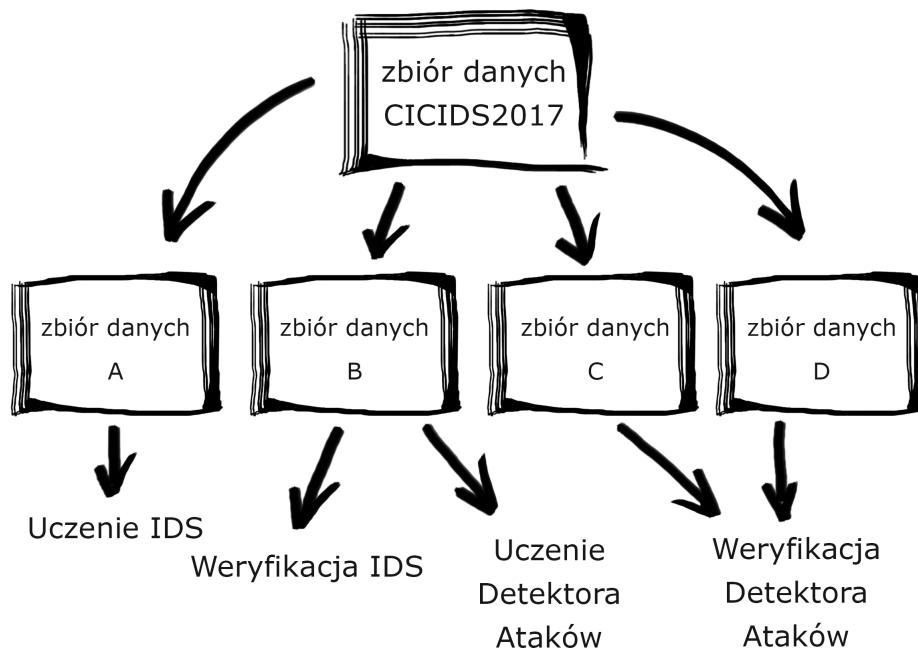 zbiór danych
CICIDS2017
zbiór danych
A
zbiór danych
B
zbiór danych
C
zbiór danych
D
Uczenie IDS
Weryfikacja IDS
Uczenie
Detektora
Ataków
Weryfikacja
Detektora
Ataków